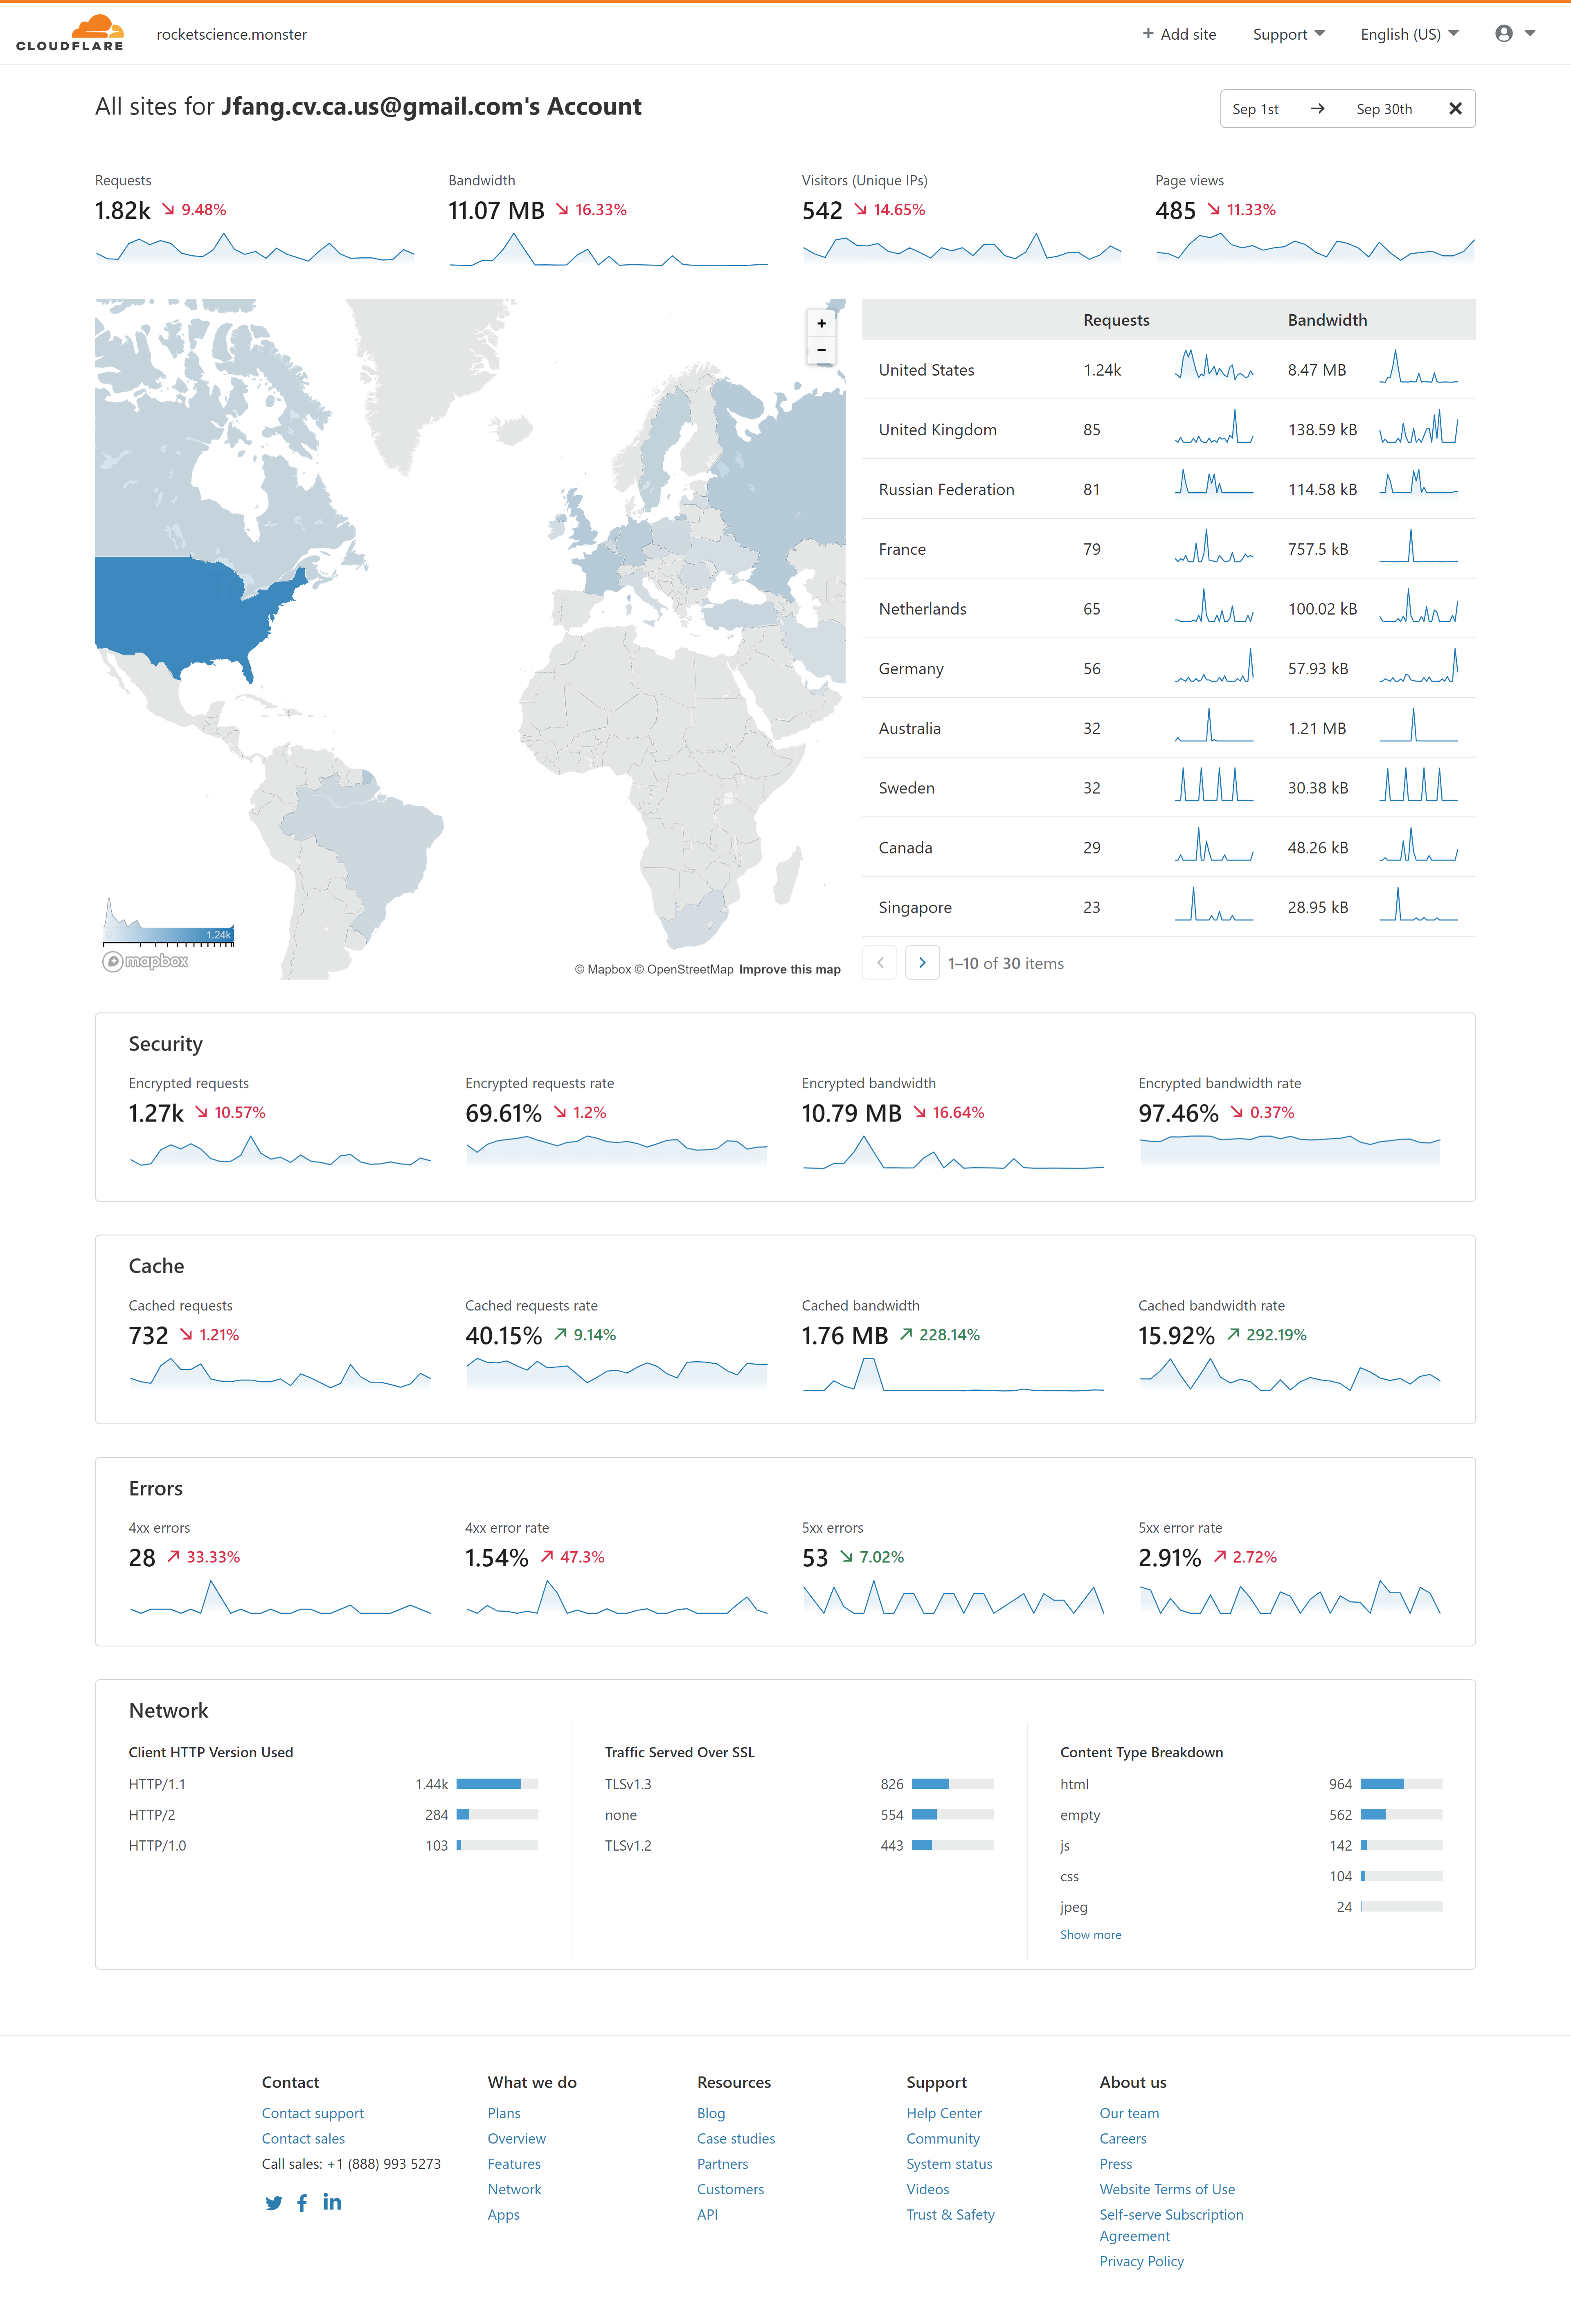 CLOUDFLARE
rocketscience.monster
+ Add site
Support
English (US)
All sites for Jfang.cv.ca.us@gmail.com's Account
Sep 1st → Sep 30th
Requests
1.82k 9.48%
Bandwidth
11.07 MB 16.33%
Visitors (Unique IPs)
542 14.65%
Page views
485 11.33%
+
−
0 1.24k
mapbox
© Mapbox © OpenStreetMap Improve this map
Requests Bandwidth
United States 1.24k 8.47 MB
United Kingdom 85 138.59 kB
Russian Federation 81 114.58 kB
France 79 757.5 kB
Netherlands 65 100.02 kB
Germany 56 57.93 kB
Australia 32 1.21 MB
Sweden 32 30.38 kB
Canada 29 48.26 kB
Singapore 23 28.95 kB
1–10 of 30 items
Security
Encrypted requests
1.27k 10.57%
Encrypted requests rate
69.61% 1.2%
Encrypted bandwidth
10.79 MB 16.64%
Encrypted bandwidth rate
97.46% 0.37%
Cache
Cached requests
732 1.21%
Cached requests rate
40.15% 9.14%
Cached bandwidth
1.76 MB 228.14%
Cached bandwidth rate
15.92% 292.19%
Errors
4xx errors
28 33.33%
4xx error rate
1.54% 47.3%
5xx errors
53 7.02%
5xx error rate
2.91% 2.72%
Network
Client HTTP Version Used
HTTP/1.1 1.44k
HTTP/2 284
HTTP/1.0 103
Traffic Served Over SSL
TLSv1.3 826
none 554
TLSv1.2 443
Content Type Breakdown
html 964
empty 562
js 142
css 104
jpeg 24
Show more
Contact
Contact support
Contact sales
Call sales: +1 (888) 993 5273
What we do
Plans
Overview
Features
Network
Apps
Resources
Blog
Case studies
Partners
Customers
API
Support
Help Center
Community
System status
Videos
Trust & Safety
About us
Our team
Careers
Press
Website Terms of Use
Self-serve Subscription
Agreement
Privacy Policy